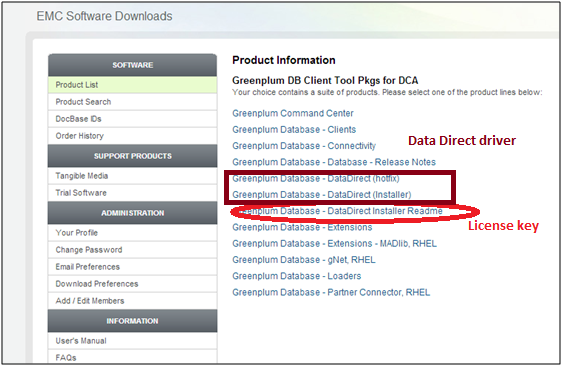 EMC Software Downloads
SOFTWARE
Product List
Product Search
DocBase IDs
Order History
SUPPORT PRODUCTS
Tangible Media
Trial Software
ADMINISTRATION
Your Profile
Change Password
Email Preferences
Download Preferences
Add / Edit Members
INFORMATION
User's Manual
FAQs
Product Information
Greenplum DB Client Tool Pkgs for DCA
Your choice contains a suite of products. Please select one of the product lines below:
Greenplum Command Center
Greenplum Database - Clients
Greenplum Database - Connectivity
Data Direct driver
Greenplum Database - Database - Release Notes
Greenplum Database - DataDirect (hotfix)
Greenplum Database - DataDirect (Installer)
Greenplum Database - DataDirect Installer Readme
License key
Greenplum Database - Extensions
Greenplum Database - Extensions - MADlib, RHEL
Greenplum Database - gNet, RHEL
Greenplum Database - Loaders
Greenplum Database - Partner Connector, RHEL